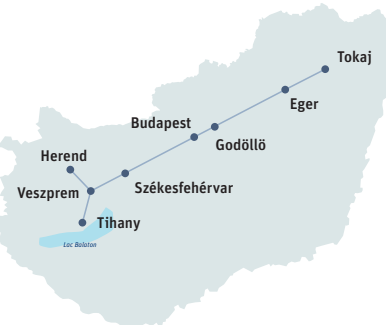 Tokaj
Eger
Budapest
Godöllö
Herend
Veszprem
Székesfehérvar
Tihany
Lac Balaton